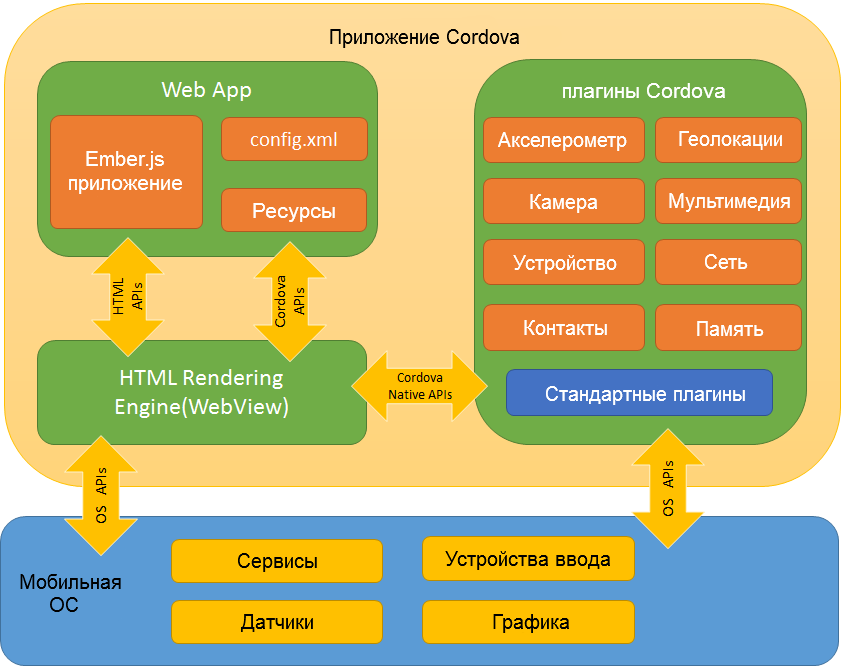 Приложение Cordova
Web App
Ember.js
приложение
config.xml
Ресурсы
плагины Cordova
Акселерометр
Геолокации
Камера
Мультимедия
Устройство
Сеть
Контакты
Память
Стандартные плагины
HTML
APIs
Cordova
APIs
HTML Rendering
Engine(WebView)
Cordova
Native APIs
OS APIs
OS APIs
Мобильная
ОС
Сервисы
Устройства ввода
Датчики
Графика